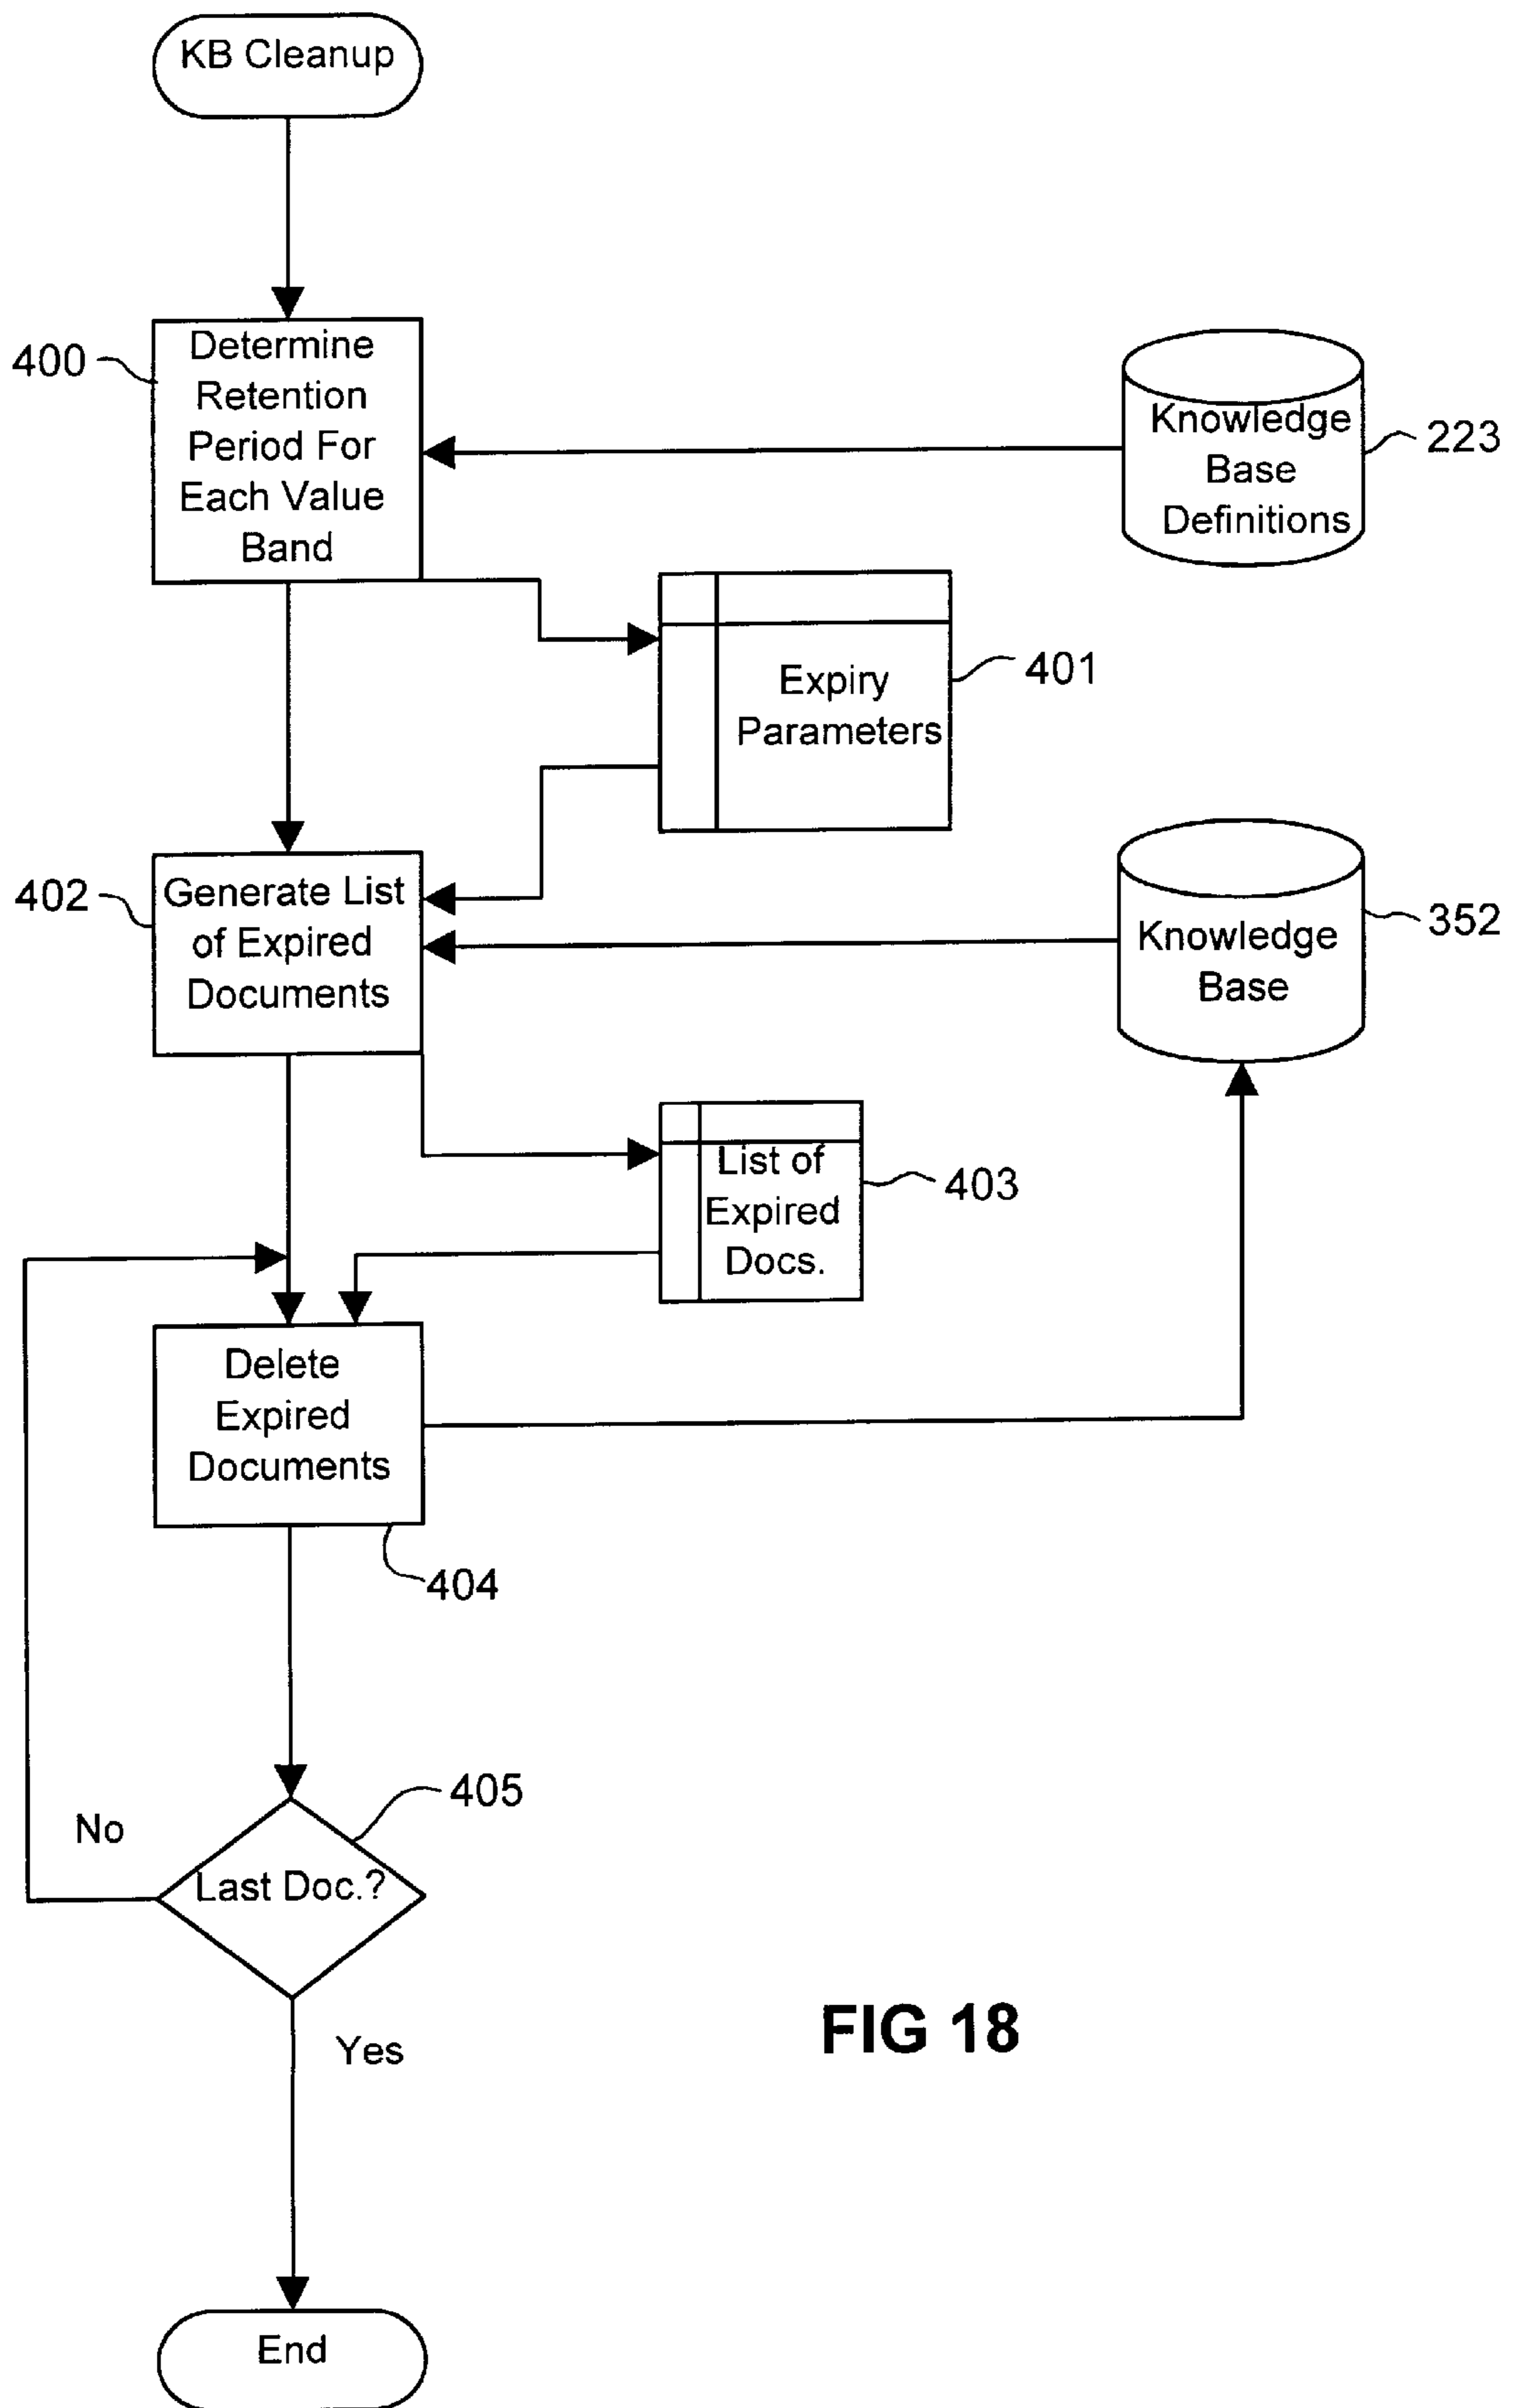 KB Cleanup
400
Determine
Retention
Period For
Each Value
Band
Knowledge
Base
Definitions
223
Expiry
Parameters
401
402
Generate List
of Expired
Documents
Knowledge
Base
352
List of
Expired
Docs.
403
Delete
Expired
Documents
404
405
No
Last Doc.?
Yes
FIG 18
End